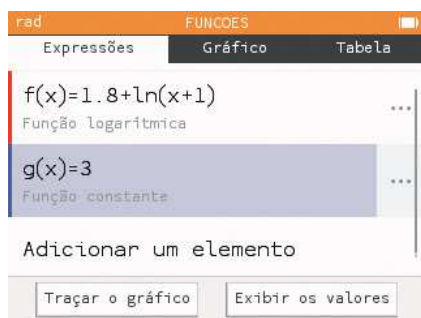 rad FUNCOES
Expressões Gráfico Tabela
f(x)=1.8+ln(x+1)
Função logarítmica
g(x)=3
Função constante
Adicionar um elemento
Traçar o gráfico Exibir os valores